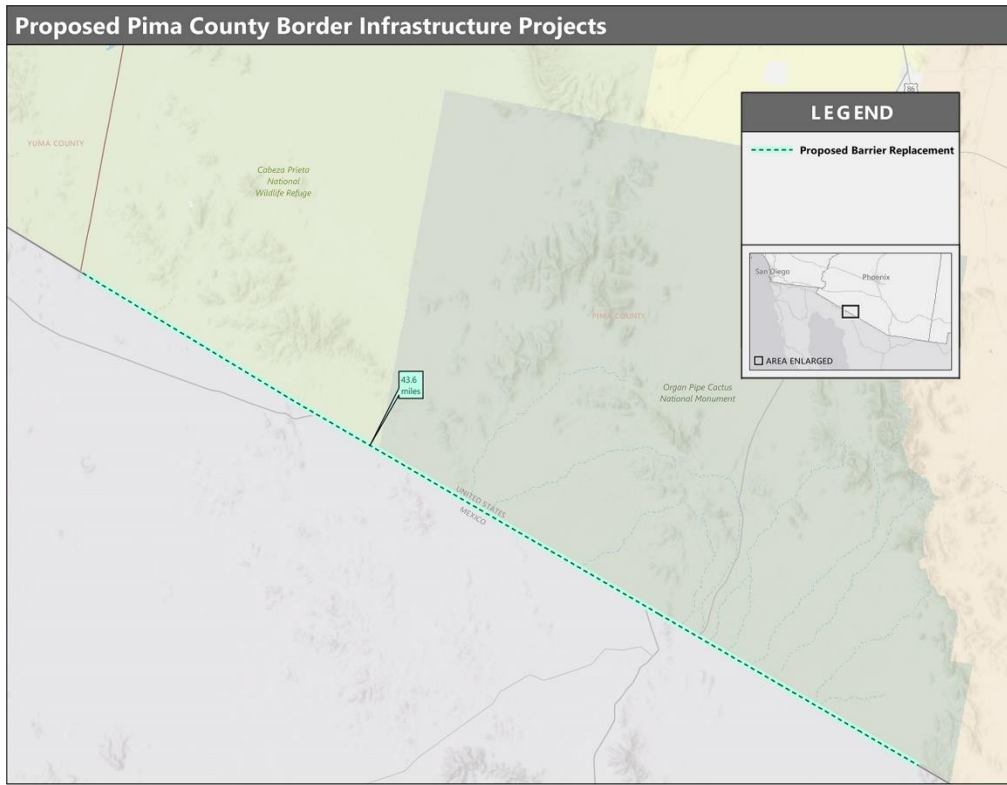 Proposed Pima County Border Infrastructure Projects
86
LEGEND
YUMA COUNTY
Proposed Barrier Replacement
Cabeza Prieta
National
Wildlife Refuge
San Diego
Phoenix
PIMA COUNTY
AREA ENLARGED
43.6
miles
Organ Pipe Cactus
National Monument
UNITED STATES
MEXICO